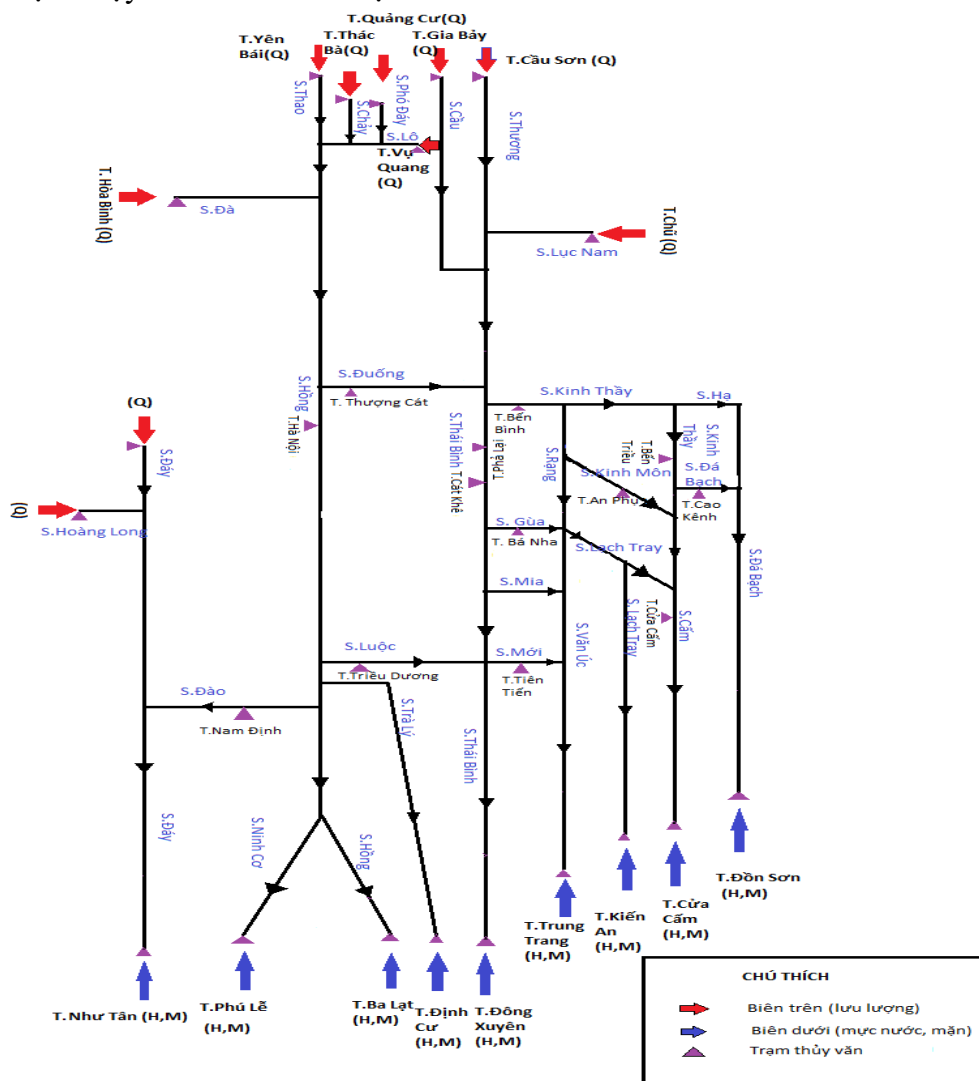 T.Quảng Cư(Q)
T.Yên
Bái(Q)
T.Thác
Bà(Q)
T.Gia Bảy
(Q)
T.Cầu Sơn (Q)
S.Thao
S.Chảy
S.Phó Đáy
S.Lô
S.Cầu
S.Thương
T.Vụ
Quang
(Q)
T. Hòa Bình (Q)
S.Đà
T.Chũ (Q)
S.Lục Nam
S.Đuống
T. Thượng Cát
S.Hồng
T.Hà Nội
(Q)
S.Đáy
(Q)
S.Hoàng Long
S.Kinh Thầy
S.Hạ
T.Bến
Bình
S.Thái Bình
T.Phả Lại
T.Cát Khê
S.Rạng
S.Kinh Môn
T.An Phụ
T.Bến
Triều
S.Kính
Thầy
S.Đá
Bạch
T.Cao
Kênh
S. Gùa
T. Bá Nha
S.Lach Tray
S.Mia
S.Đá Bạch
T.Cửa Cấm
S.Cấm
S. Lạch Tray
S.Văn Úc
S.Luộc
T.Triều Dương
S.Mới
T.Tiên
Tiến
S.Đào
T.Nam Định
S.Trà Lý
S.Thái Bình
S.Đáy
S.Ninh Cơ
S.Hồng
T.Như Tân (H,M)
T.Phú Lễ
(H,M)
T.Ba Lạt
(H,M)
T.Định
Cư
(H,M)
T.Đông
Xuyên
(H,M)
T.Trung
Trang
(H,M)
T.Kiến
An
(H,M)
T.Cửa
Cấm
(H,M)
T.Đồn Sơn
(H,M)
CHÚ THÍCH
Biên trên (lưu lượng)
Biên dưới (mực nước, mặn)
Trạm thủy văn